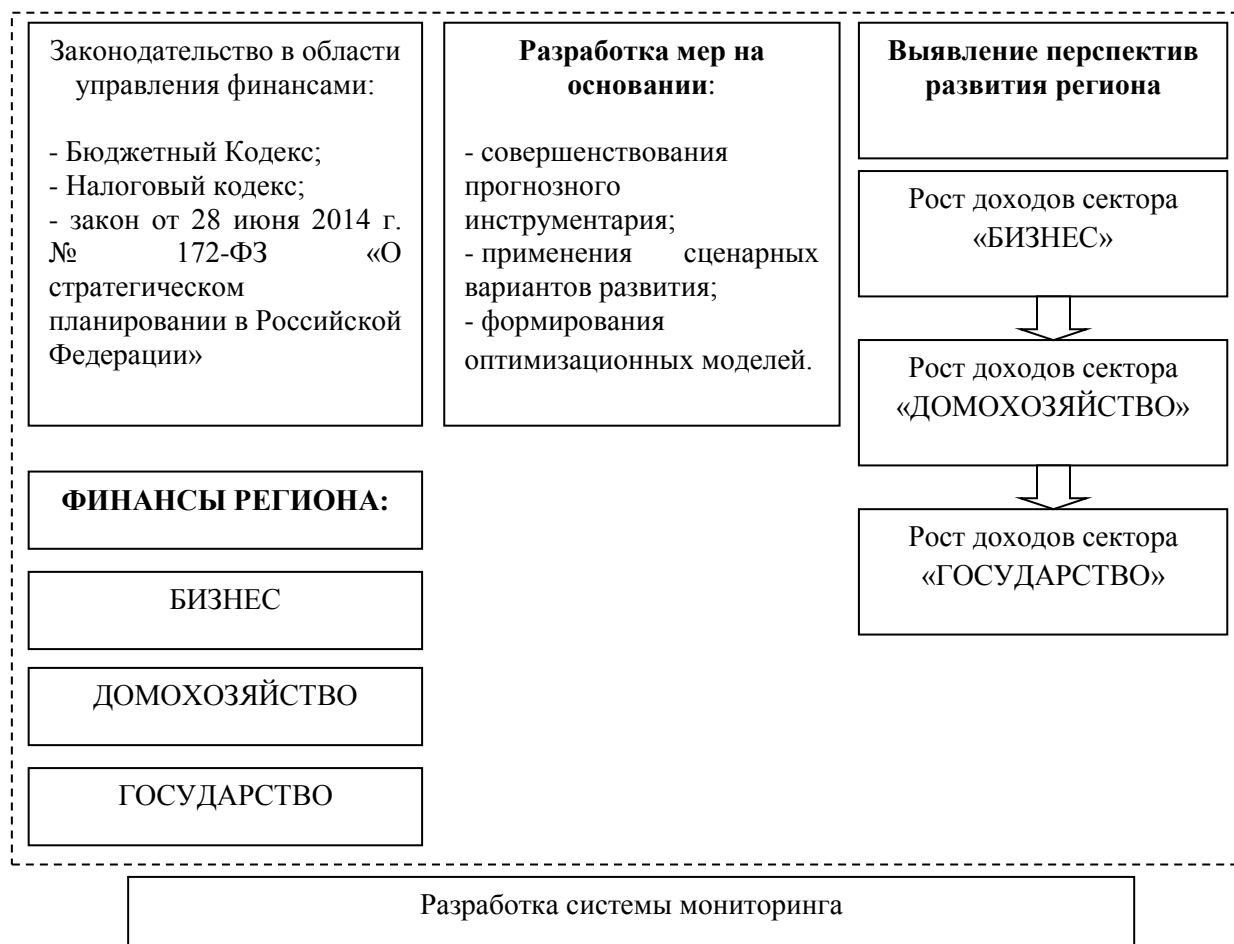 Законодательство в области
управления финансами:
- Бюджетный Кодекс;
- Налоговый кодекс;
- закон от 28 июня 2014 г.
№ 172-ФЗ «О
стратегическом
планировании в Российской
Федерации»
ФИНАНСЫ РЕГИОНА:
БИЗНЕС
ДОМОХОЗЯЙСТВО
ГОСУДАРСТВО
Разработка мер на
основании:
- совершенствования
прогнозного
инструментария;
- применения сценарных
вариантов развития;
- формирования
оптимизационных моделей.
Выявление перспектив
развития региона
Рост доходов сектора
«БИЗНЕС»
Рост доходов сектора
«ДОМОХОЗЯЙСТВО»
Рост доходов сектора
«ГОСУДАРСТВО»
Разработка системы мониторинга